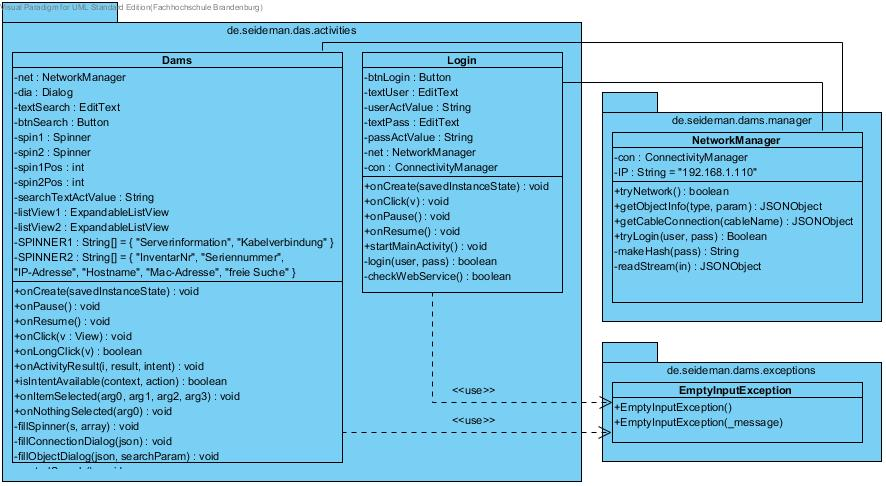 Visual Paradigm for UML Standard Edition(Fachhochschule Brandenburg)
de.seideman.das.activities
Dams
-net : NetworkManager
-dia : Dialog
-textSearch : EditText
-btnSearch : Button
-spin1 : Spinner
-spin2 : Spinner
-spin1Pos : int
-spin2Pos : int
-searchTextActValue : String
-listView1 : ExpandableListView
-listView2 : ExpandableListView
-SPINNER1 : String[] = { "Serverinformation", "Kabelverbindung" }
-SPINNER2 : String[] = { "InventarNr", "Seriennummer",
"IP-Adresse", "Hostname", "Mac-Adresse", "freie Suche" }
+onCreate(savedInstanceState) : void
+onPause() : void
+onResume() : void
+onClick(v : View) : void
+onLongClick(v) : boolean
+onActivityResult(i, result, intent) : void
+isIntentAvailable(context, action) : boolean
+onItemSelected(arg0, arg1, arg2, arg3) : void
+onNothingSelected(arg0) : void
-fillSpinner(s, array) : void
-fillConnectionDialog(json) : void
-fillObjectDialog(json, searchParam) : void
Login
-btnLogin : Button
-textUser : EditText
-userActValue : String
-textPass : EditText
-passActValue : String
-net : NetworkManager
-con : ConnectivityManager
+onCreate(savedInstanceState) : void
+onClick(v) : void
+onPause() : void
+onResume() : void
+startMainActivity() : void
-login(user, pass) : boolean
-checkWebService() : boolean
<<use>>
<<use>>
de.seideman.dams.manager
NetworkManager
-con : ConnectivityManager
-IP : String = "192.168.1.110"
+tryNetwork() : boolean
+getObjectInfo(type, param) : JSONObject
+getCableConnection(cableName) : JSONObject
+tryLogin(user, pass) : Boolean
-makeHash(pass) : String
-readStream(in) : JSONObject
de.seideman.dams.exceptions
EmptyInputException
+EmptyInputException()
+EmptyInputException(_message)